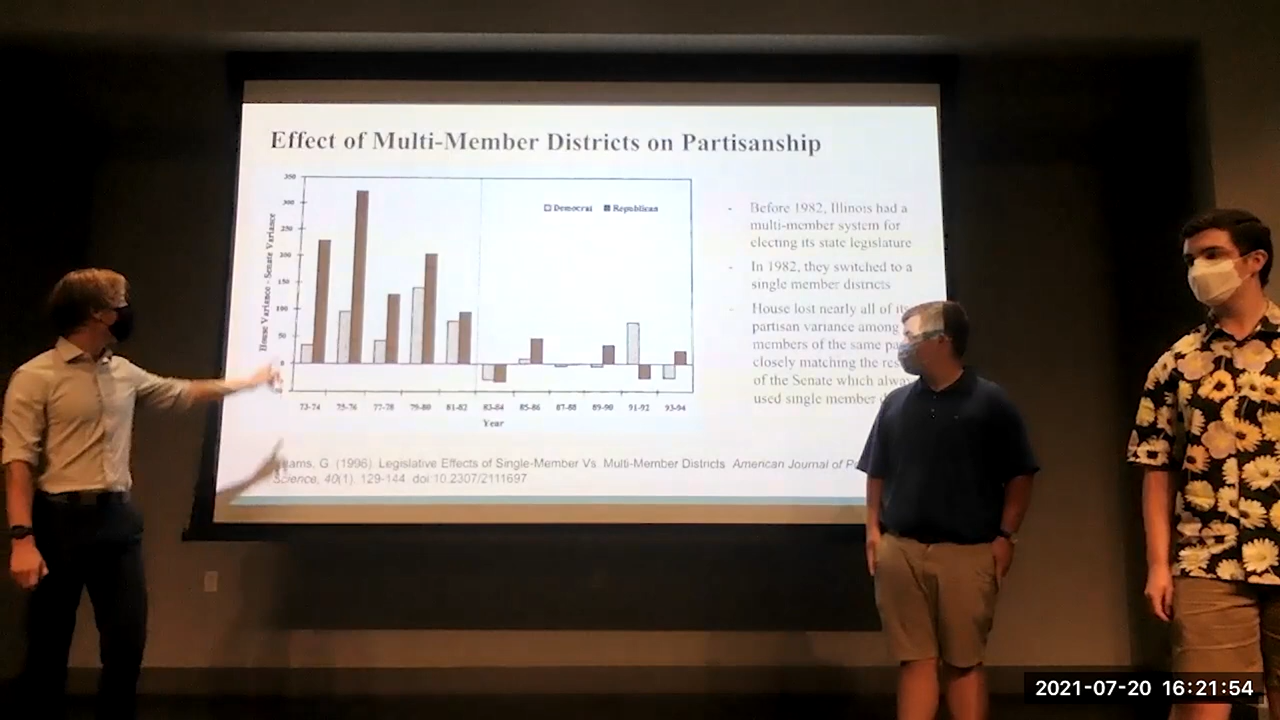 Effect of Multi-Member Districts on Partisanship
350
300
250
200
150
100
50
0
House Variance - Senate Variance
Democrat Republican
73-74 75-76 77-78 79-80 81-82 83-84 85-86 87-88 89-90 91-92 93-94
Year
- Before 1982, Illinois had a
multi-member system for
electing its state legislature
- In 1982, they switched to a
single member districts
- House lost nearly all of its
partisan variance among
members of the same pa
closely matching the res
of the Senate which alway
used single member d
ams, G. (1996). Legislative Effects of Single-Member Vs. Multi-Member Districts American Journal of P
Science, 40(1), 129-144. doi:10.2307/2111697
2021-07-20 16:21:54